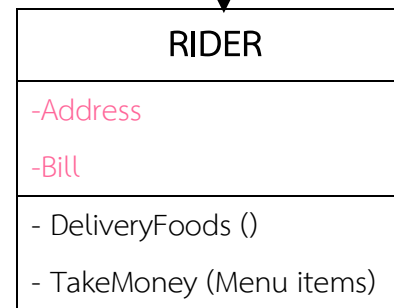 RIDER
-Address
-Bill
- DeliveryFoods ()
- TakeMoney (Menu items)